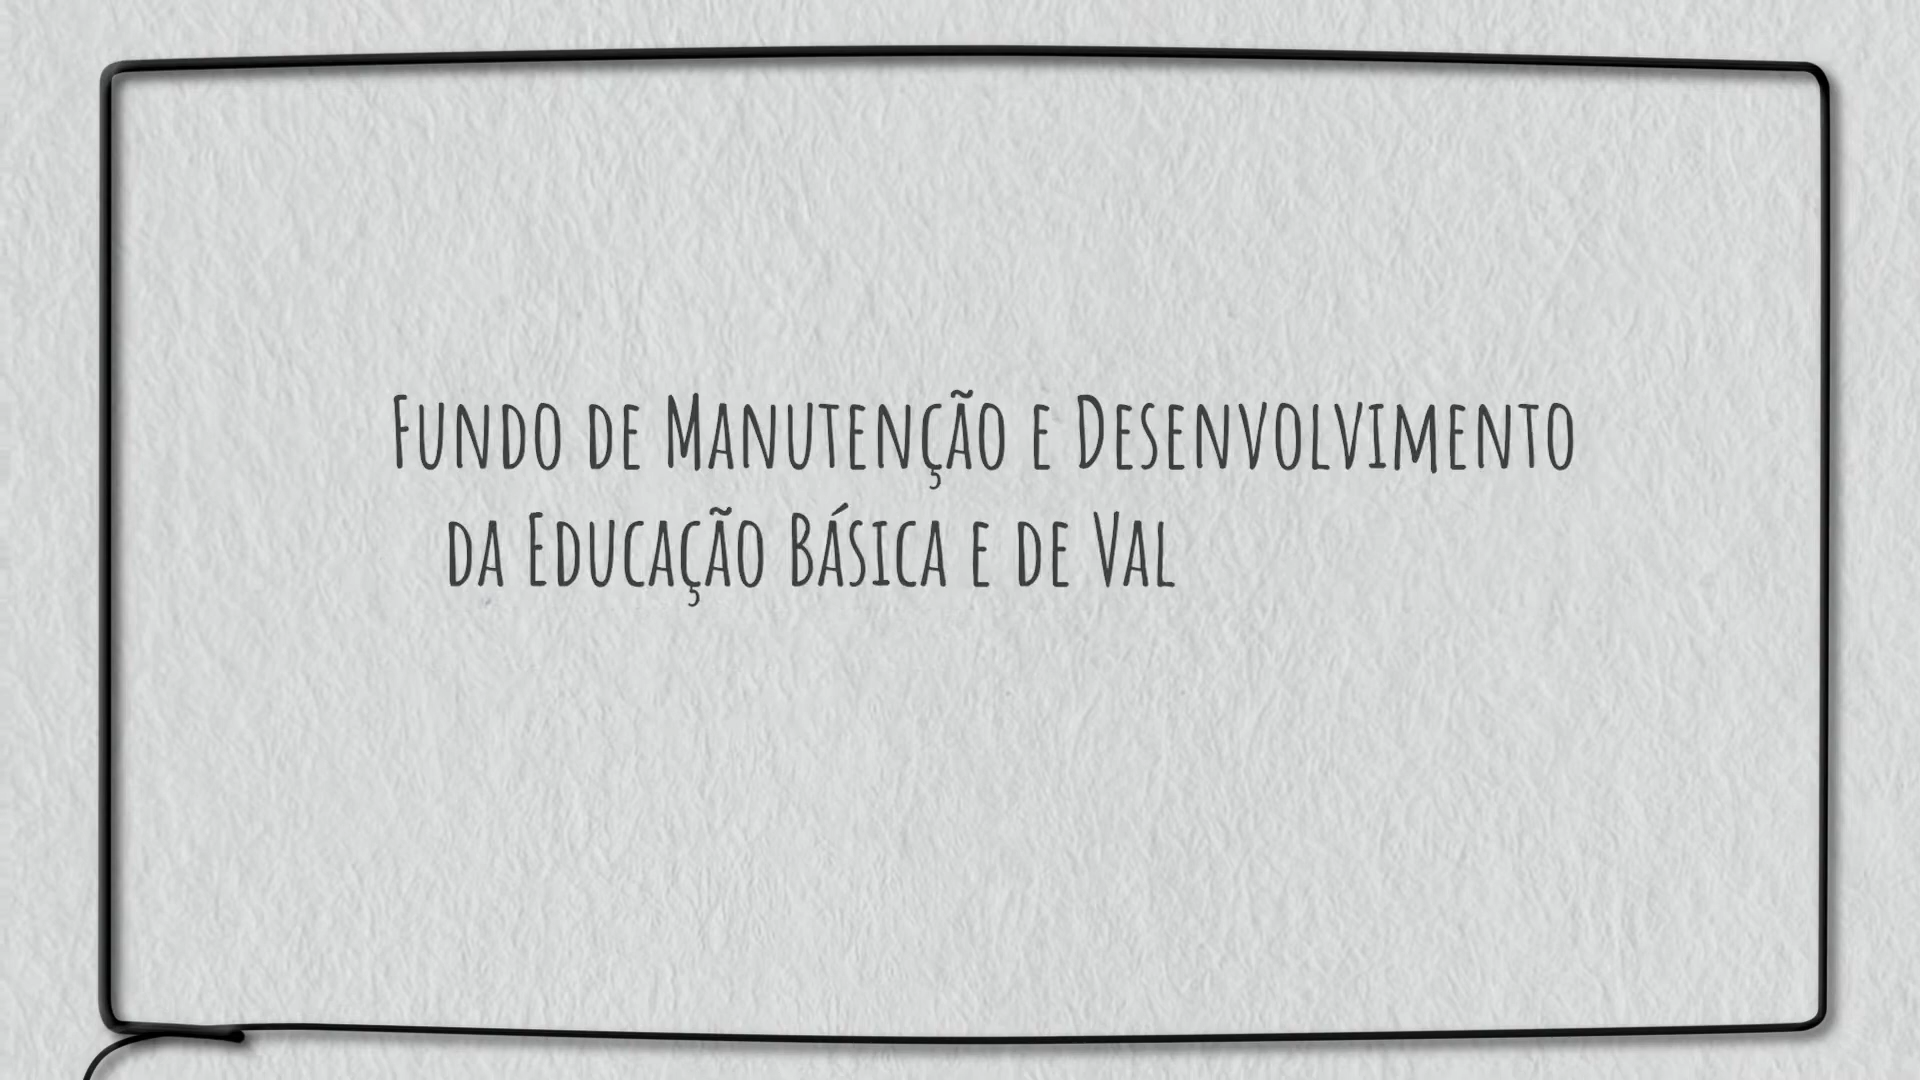 Fundo de Manutenção e Desenvolvimento
da Educação Básica e de Val